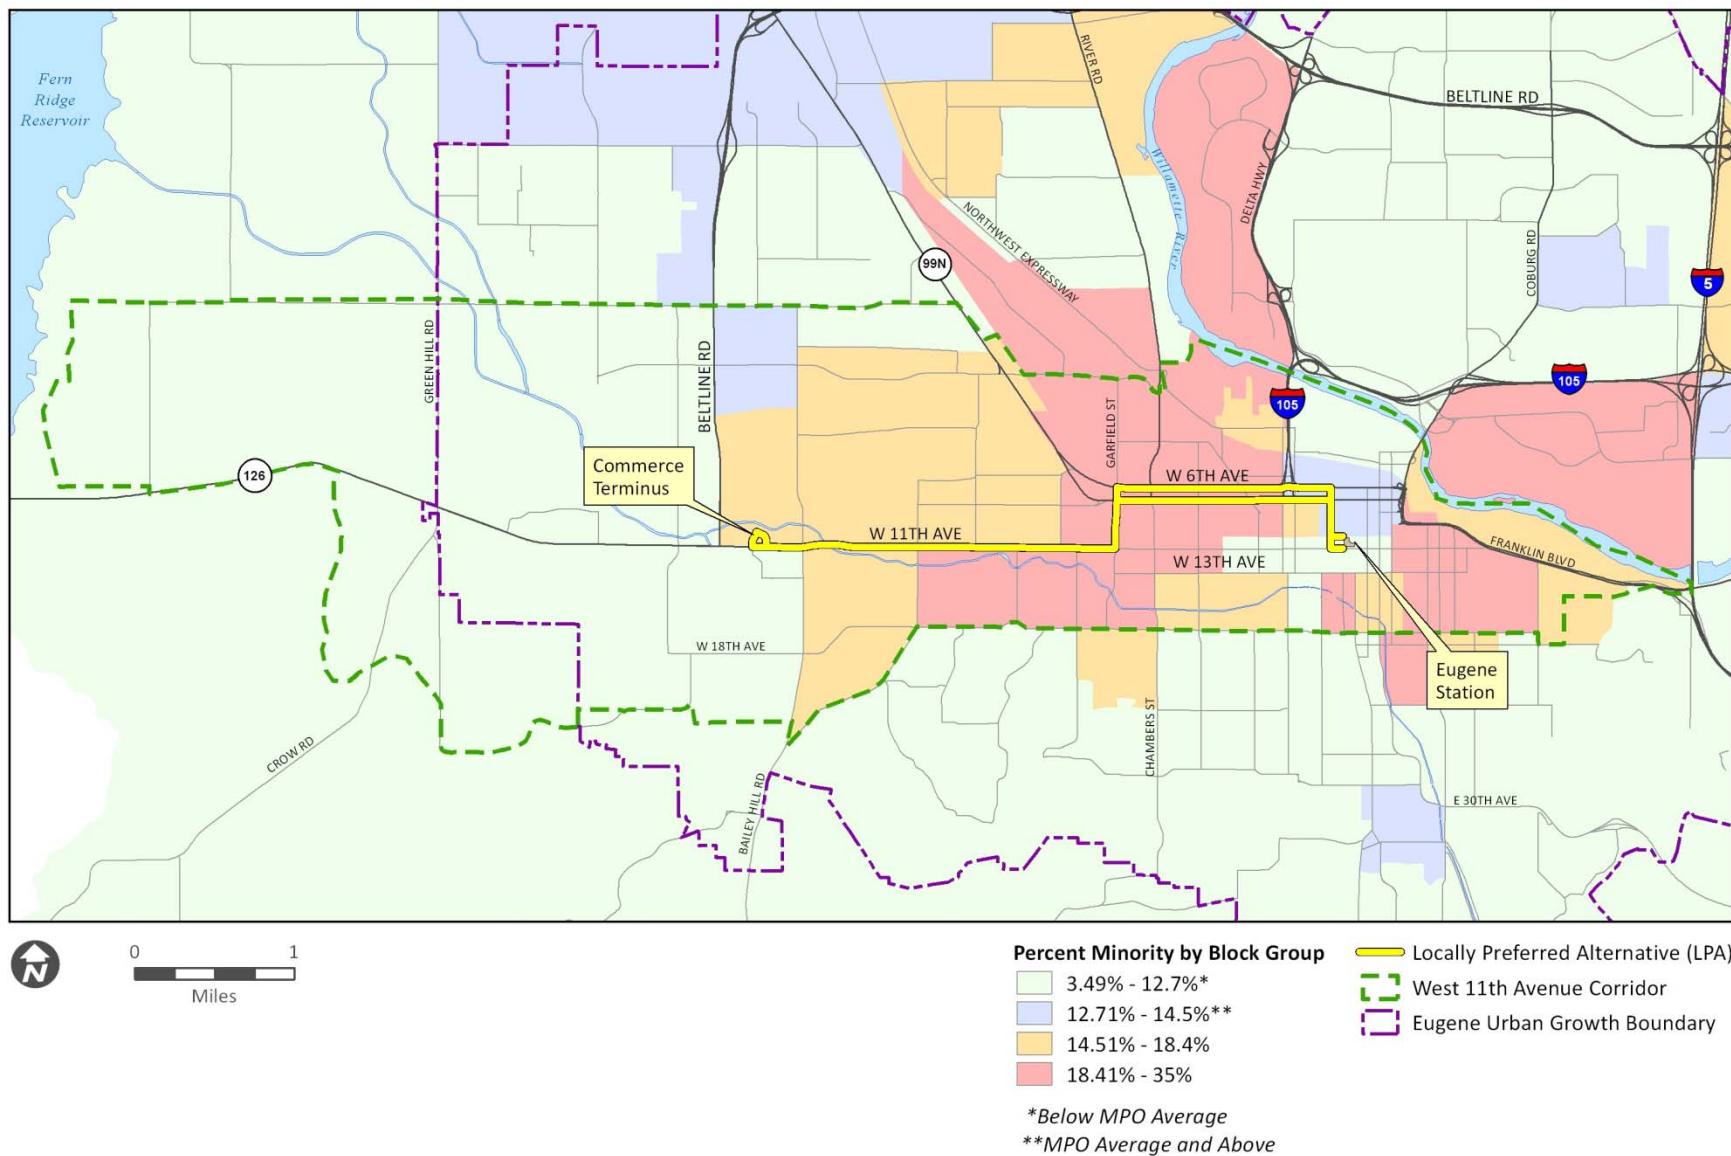 Fern
Ridge
Reservoir
RIVER RD
BELTLINE RD
Willamette River
DELTA HWY
NORTHWEST EXPRESSWAY
99N
COBURG RD
5
GREEN HILL RD
BELTLINE RD
105
105
GARFIELD ST
Commerce
Terminus
126
W 6TH AVE
W 11TH AVE
W 13TH AVE
FRANKLIN BLVD
W 18TH AVE
Eugene
Station
CHAMBERS ST
CROW RD
BAILEY HILL RD
E 30TH AVE
N
0 1
Miles
Percent Minority by Block Group
3.49% - 12.7%*
12.71% - 14.5%**
14.51% - 18.4%
18.41% - 35%
*Below MPO Average
**MPO Average and Above
Locally Preferred Alternative (LPA)
West 11th Avenue Corridor
Eugene Urban Growth Boundary